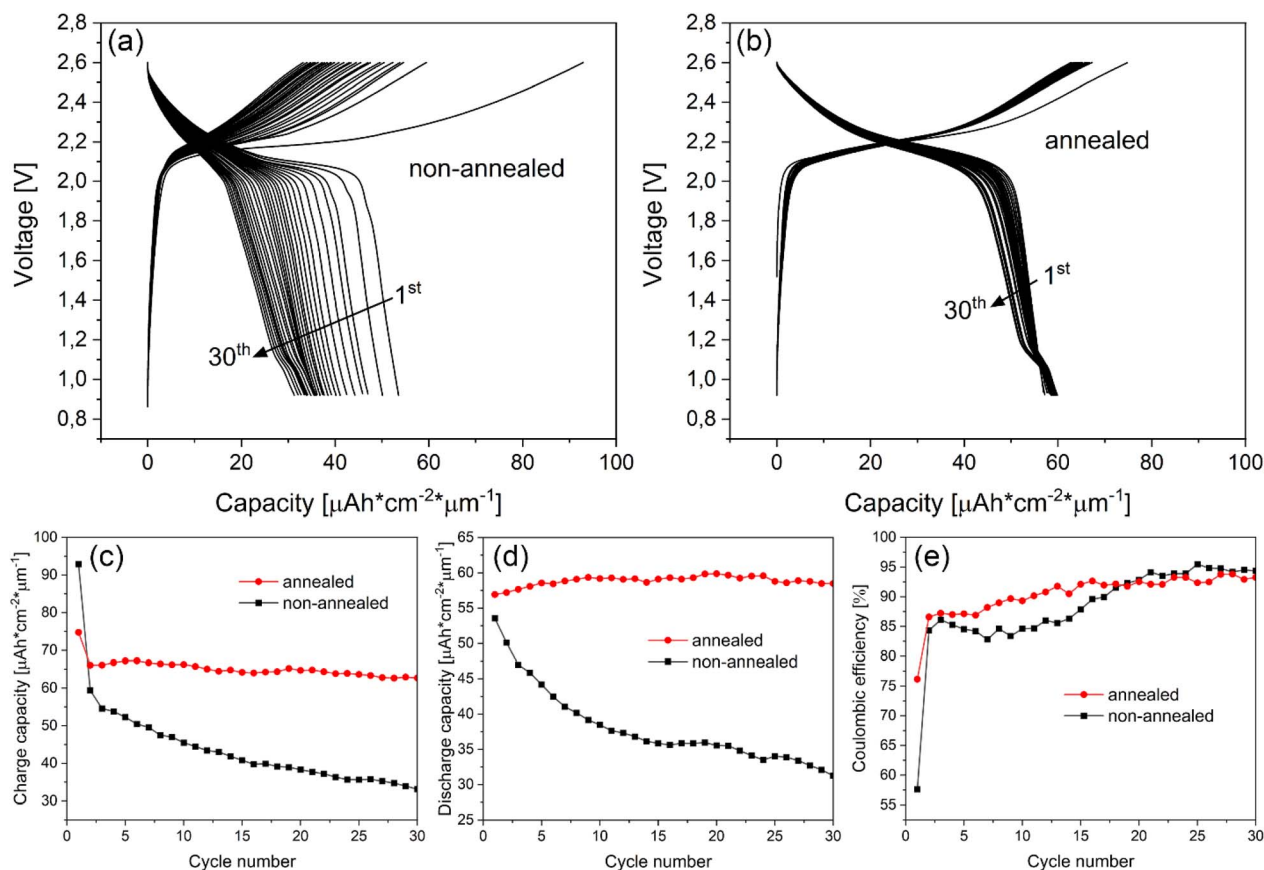 (a)
2,8
2,6
2,4
2,2
2,0
1,8
1,6
1,4
1,2
1,0
0,8
Voltage [V]
non-annealed
1st
30th
0 20 40 60 80 100
Capacity [μAh*cm-2*μm-1]
(b)
2,8
2,6
2,4
2,2
2,0
1,8
1,6
1,4
1,2
1,0
0,8
Voltage [V]
annealed
1st
30th
0 20 40 60 80 100
Capacity [μAh*cm-2*μm-1]
(c)
100
90
80
70
60
50
40
30
Charge capacity [μAh*cm-2*μm-1]
annealed
non-annealed
0 5 10 15 20 25 30
Cycle number
(d)
65
60
55
50
45
40
35
30
25
Discharge capacity [μAh*cm-2*μm-1]
annealed
non-annealed
0 5 10 15 20 25 30
Cycle number
(e)
100
95
90
85
80
75
70
65
60
55
Coulombic efficiency [%]
annealed
non-annealed
0 5 10 15 20 25 30
Cycle number